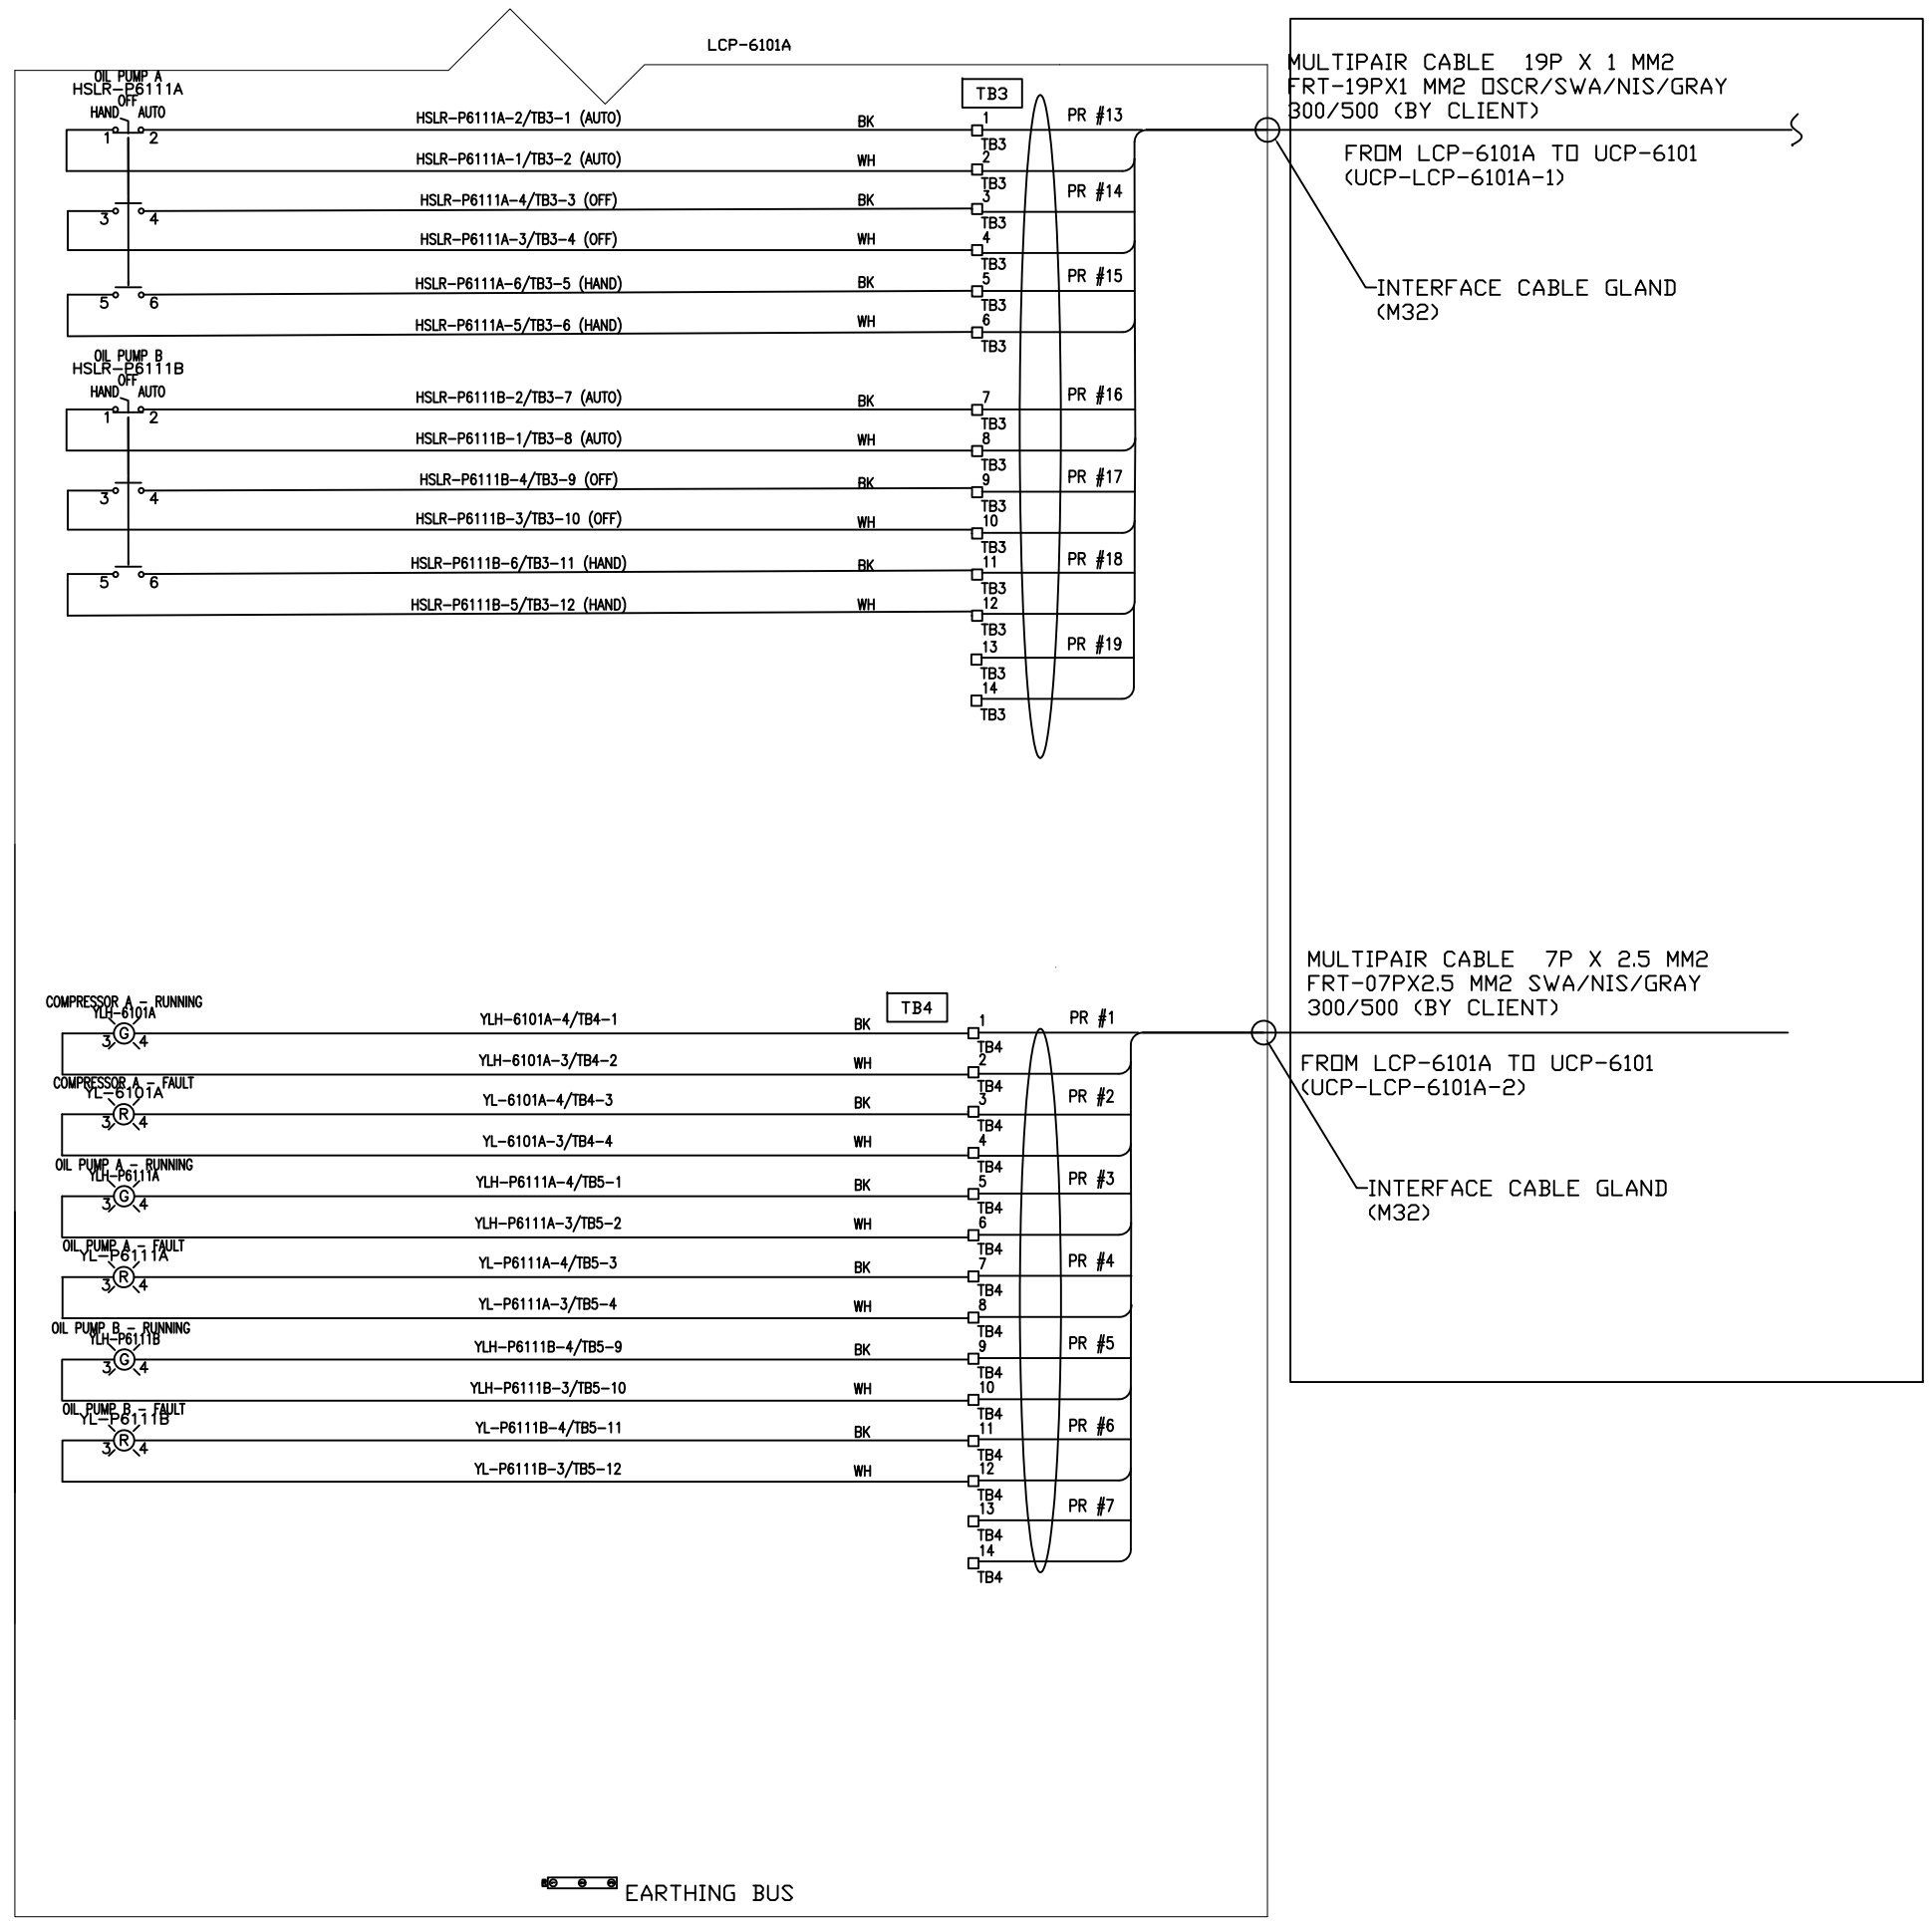 LCP-6101A
OIL PUMP A
HSLR-P6111A
OFF
HAND AUTO
1 2
HSLR-P6111A-2/TB3-1 (AUTO) BK
HSLR-P6111A-1/TB3-2 (AUTO) WH
3 4
HSLR-P6111A-4/TB3-3 (OFF) BK
HSLR-P6111A-3/TB3-4 (OFF) WH
5 6
HSLR-P6111A-6/TB3-5 (HAND) BK
HSLR-P6111A-5/TB3-6 (HAND) WH
OIL PUMP B
HSLR-P6111B
OFF
HAND AUTO
1 2
HSLR-P6111B-2/TB3-7 (AUTO) BK
HSLR-P6111B-1/TB3-8 (AUTO) WH
3 4
HSLR-P6111B-4/TB3-9 (OFF) BK
HSLR-P6111B-3/TB3-10 (OFF) WH
5 6
HSLR-P6111B-6/TB3-11 (HAND) BK
HSLR-P6111B-5/TB3-12 (HAND) WH
TB3
1 PR #13
TB3
2
TB3
3 PR #14
TB3
4
TB3
5 PR #15
TB3
6
TB3
7 PR #16
TB3
8
TB3
9 PR #17
TB3
10
TB3
11 PR #18
TB3
12
TB3
13 PR #19
TB3
14
TB3
MULTIPAIR CABLE 19P X 1 MM2
FRT-19PX1 MM2 OSCR/SWA/NIS/GRAY
300/500 (BY CLIENT)
FROM LCP-6101A TO UCP-6101
(UCP-LCP-6101A-1)
INTERFACE CABLE GLAND
(M32)
COMPRESSOR A - RUNNING
YLH-6101A
3 G 4
YLH-6101A-4/TB4-1 BK
YLH-6101A-3/TB4-2 WH
COMPRESSOR A - FAULT
YL-6101A
3 R 4
YL-6101A-4/TB4-3 BK
YL-6101A-3/TB4-4 WH
OIL PUMP A - RUNNING
YLH-P6111A
3 G 4
YLH-P6111A-4/TB5-1 BK
YLH-P6111A-3/TB5-2 WH
OIL PUMP A - FAULT
YL-P6111A
3 R 4
YL-P6111A-4/TB5-3 BK
YL-P6111A-3/TB5-4 WH
OIL PUMP B - RUNNING
YLH-P6111B
3 G 4
YLH-P6111B-4/TB5-9 BK
YLH-P6111B-3/TB5-10 WH
OIL PUMP B - FAULT
YL-P6111B
3 R 4
YL-P6111B-4/TB5-11 BK
YL-P6111B-3/TB5-12 WH
TB4
1 PR #1
TB4
2
TB4
3 PR #2
TB4
4
TB4
5 PR #3
TB4
6
TB4
7 PR #4
TB4
8
TB4
9 PR #5
TB4
10
TB4
11 PR #6
TB4
12
TB4
13 PR #7
TB4
14
TB4
MULTIPAIR CABLE 7P X 2.5 MM2
FRT-07PX2.5 MM2 SWA/NIS/GRAY
300/500 (BY CLIENT)
FROM LCP-6101A TO UCP-6101
(UCP-LCP-6101A-2)
INTERFACE CABLE GLAND
(M32)
EARTHING BUS